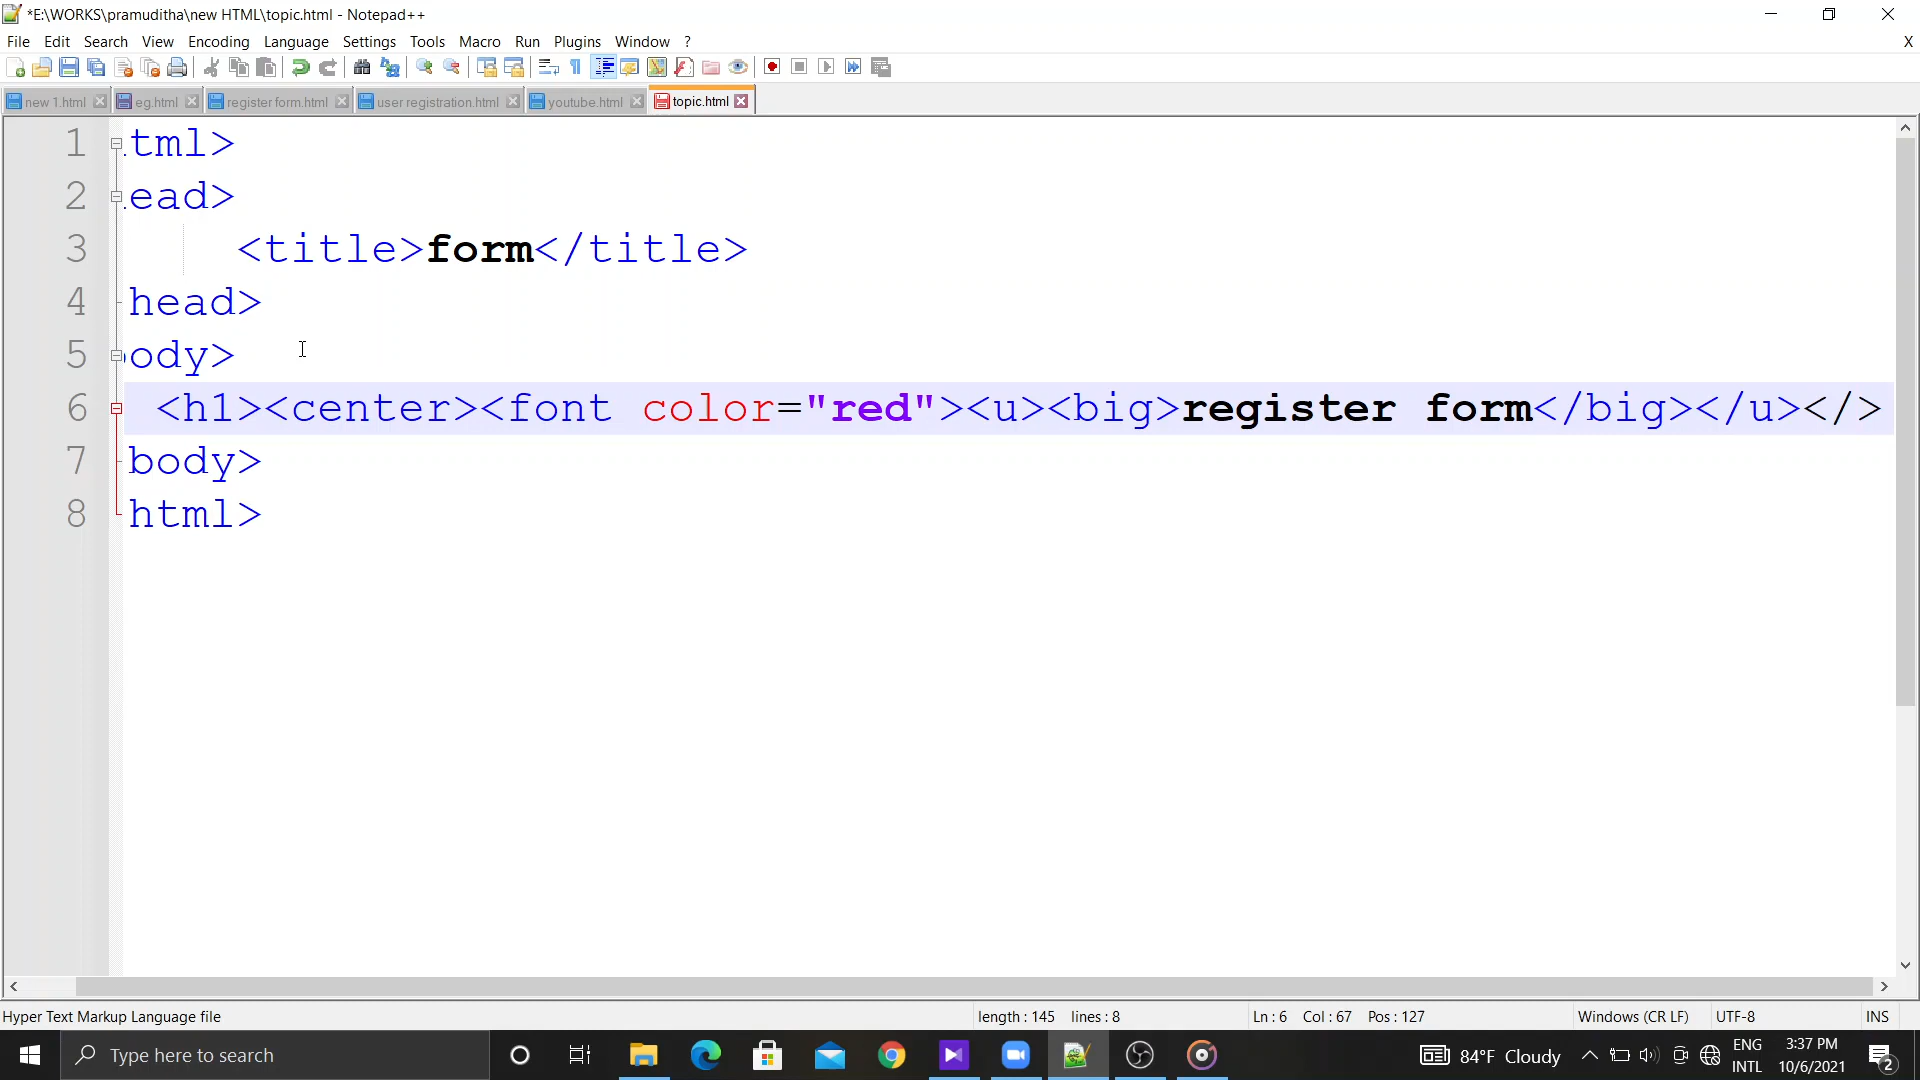 *E:\WORKS\pramuditha\new HTML\topic.html - Notepad++
File Edit Search View Encoding Language Settings Tools Macro Run Plugins Window ? X
new 1.html eg.html register form.html user registration.html youtube.html topic.html
1 tml>
2 ead>
3 <title>form</title>
4 head>
5 ody>
6 <h1><center><font color="red"><u><big>register form</big></u></>
7 body>
8 html>
Hyper Text Markup Language file length : 145 lines : 8 Ln : 6 Col : 67 Pos : 127 Windows (CR LF) UTF-8 INS
Type here to search 84°F Cloudy ENG INTL 3:37 PM 10/6/2021 2